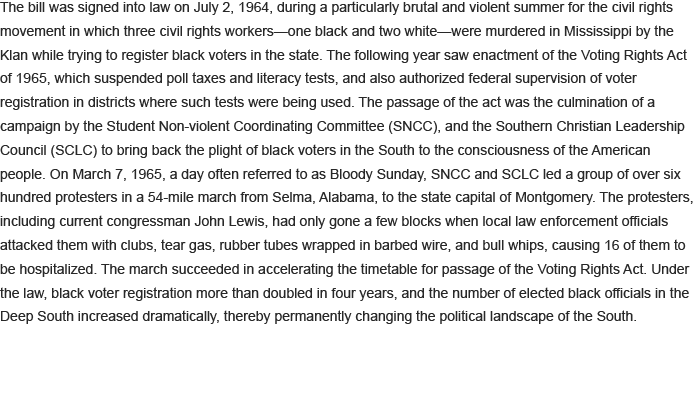 The bill was signed into law on July 2, 1964, during a particularly brutal and violent summer for the civil rights
movement in which three civil rights workers—one black and two white—were murdered in Mississippi by the
Klan while trying to register black voters in the state. The following year saw enactment of the Voting Rights Act
of 1965, which suspended poll taxes and literacy tests, and also authorized federal supervision of voter
registration in districts where such tests were being used. The passage of the act was the culmination of a
campaign by the Student Non-violent Coordinating Committee (SNCC), and the Southern Christian Leadership
Council (SCLC) to bring back the plight of black voters in the South to the consciousness of the American
people. On March 7, 1965, a day often referred to as Bloody Sunday, SNCC and SCLC led a group of over six
hundred protesters in a 54-mile march from Selma, Alabama, to the state capital of Montgomery. The protesters,
including current congressman John Lewis, had only gone a few blocks when local law enforcement officials
attacked them with clubs, tear gas, rubber tubes wrapped in barbed wire, and bull whips, causing 16 of them to
be hospitalized. The march succeeded in accelerating the timetable for passage of the Voting Rights Act. Under
the law, black voter registration more than doubled in four years, and the number of elected black officials in the
Deep South increased dramatically, thereby permanently changing the political landscape of the South.